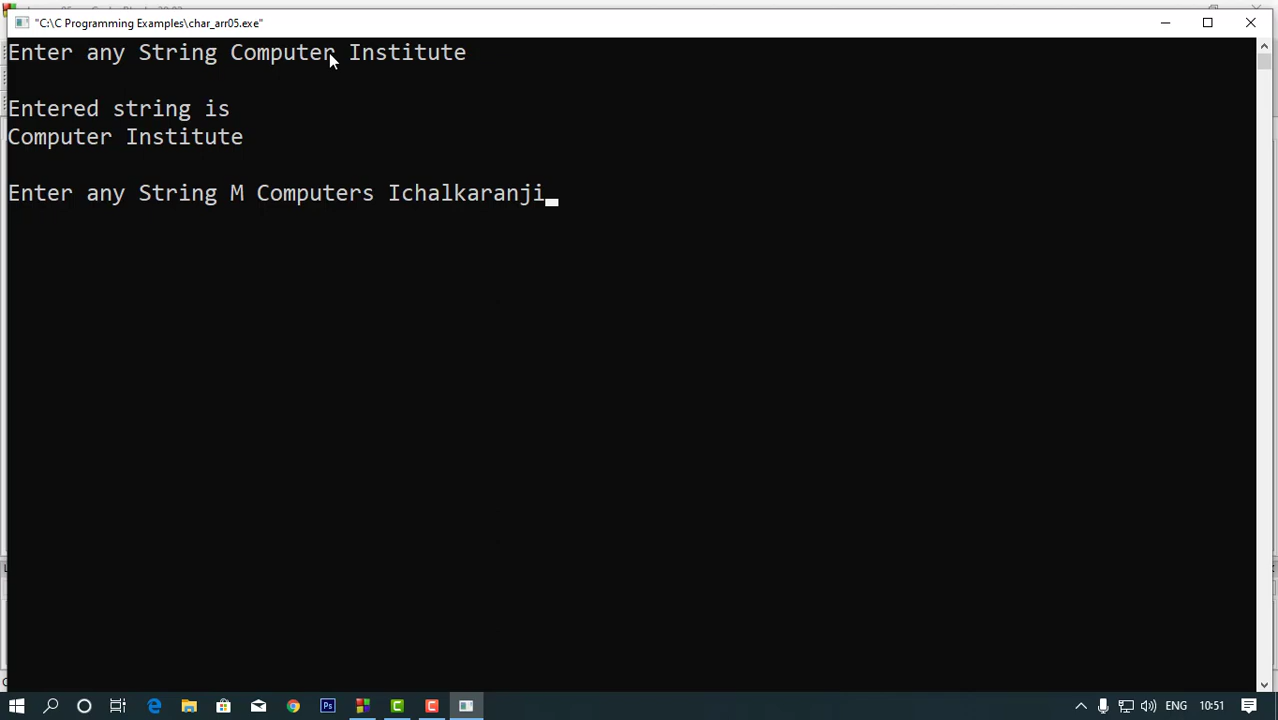 "C:\C Programming Examples\char_arr05.exe"
Enter any String Computer Institute
Entered string is
Computer Institute
Enter any String M Computers Ichalkaranji
Ps
ENG
10:51